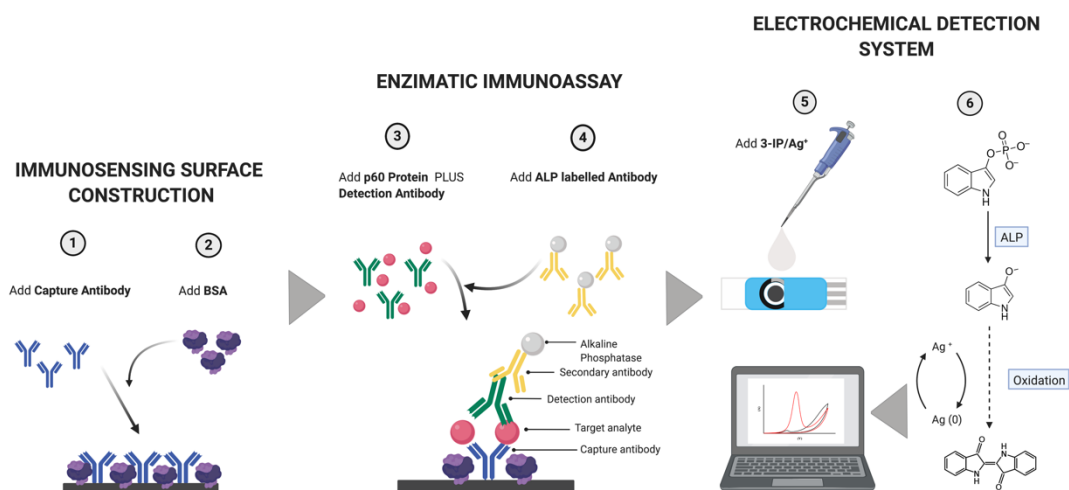 IMMUNOSENSING SURFACE
CONSTRUCTION
1
2
Add Capture Antibody
Add BSA
ENZIMATIC IMMUNOASSAY
3
4
Add p60 Protein PLUS
Detection Antibody
Add ALP labelled Antibody
Alkaline
Phosphatase
Secondary antibody
Detection antibody
Target analyte
Capture antibody
ELECTROCHEMICAL DETECTION
SYSTEM
5
6
Add 3-IP/Ag⁺
O
O⁻
P
O
O⁻
N
H
ALP
O⁻
N
H
Ag⁺
Oxidation
Ag (0)
O
H
N
N
H
O